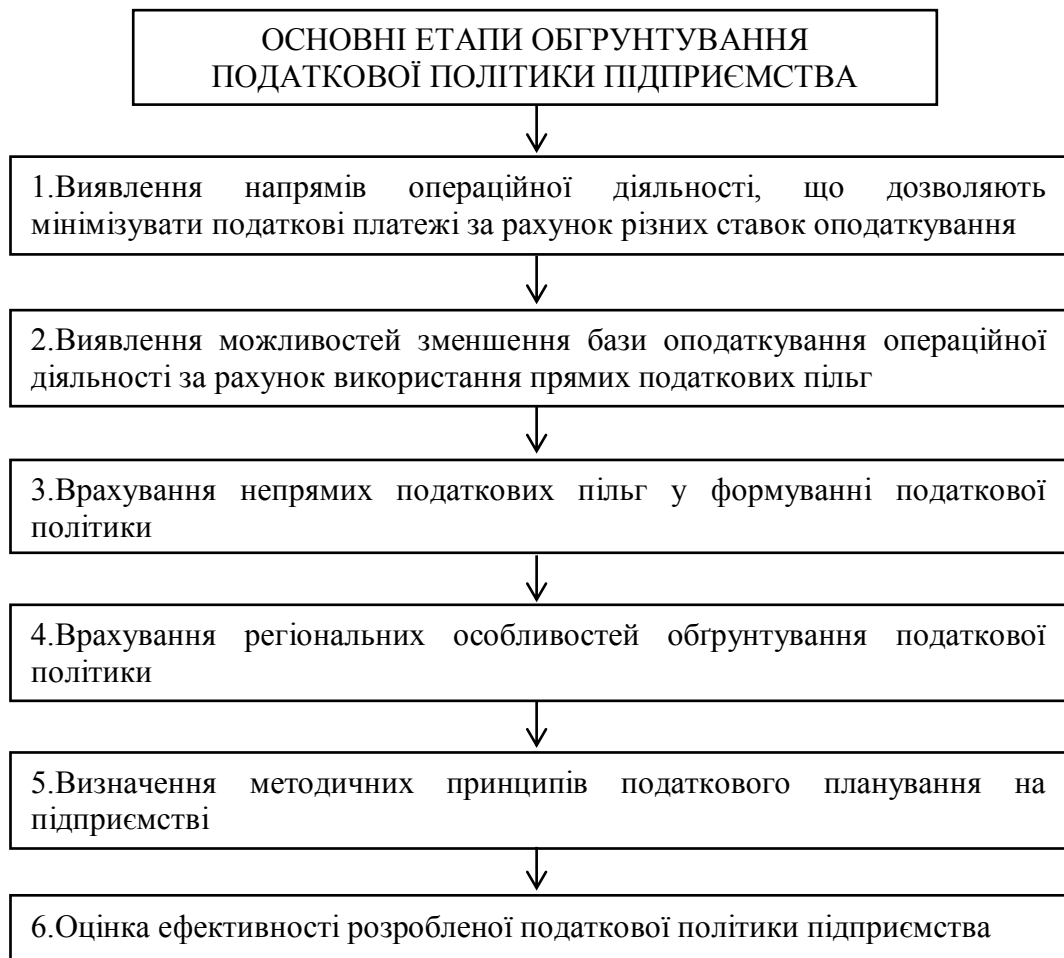 ОСНОВНІ ЕТАПИ ОБГРУНТУВАННЯ
ПОДАТКОВОЇ ПОЛІТИКИ ПІДПРИЄМСТВА
1.Виявлення напрямів операційної діяльності, що дозволяють
мінімізувати податкові платежі за рахунок різних ставок оподаткування
2.Виявлення можливостей зменшення бази оподаткування операційної
діяльності за рахунок використання прямих податкових пільг
3.Врахування непрямих податкових пільг у формуванні податкової
політики
4.Врахування регіональних особливостей обґрунтування податкової
політики
5.Визначення методичних принципів податкового планування на
підприємстві
6.Оцінка ефективності розробленої податкової політики підприємства